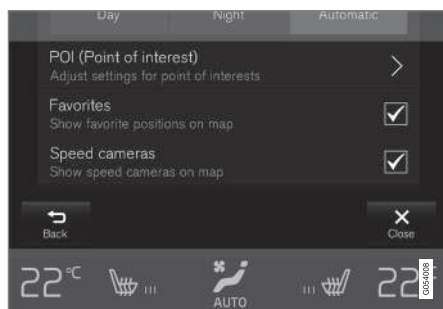 Day Night Automatic
POI (Point of interest)
Adjust settings for point of interests
Favorites
Show favorite positions on map
Speed cameras
Show speed cameras on map
Back Close
22°C 22°C
AUTO
G054008